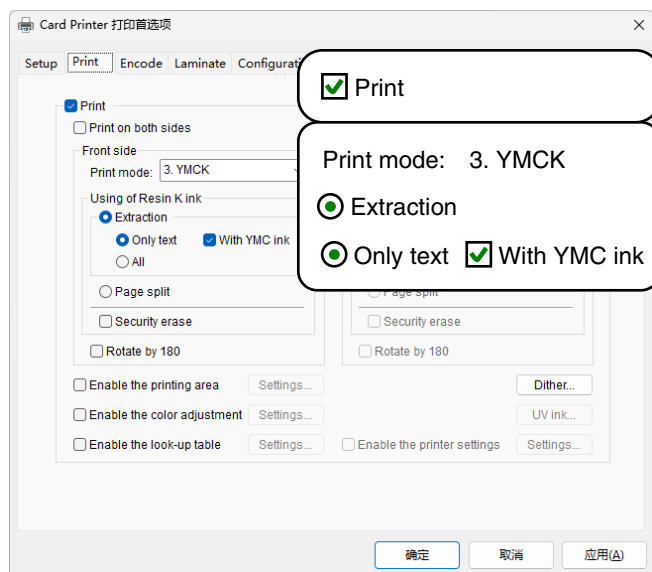 Card Printer 打印首选项
Setup Print Encode Laminate Configurati
Print
Print
Print on both sides
Front side
Print mode: 3. YMCK
Print mode: 3. YMCK
Using of Resin K ink
Extraction
Extraction
Only text With YMC ink
Only text With YMC ink
All
Page split
Page split
Security erase
Security erase
Rotate by 180
Rotate by 180
Enable the printing area Settings... Dither...
Enable the color adjustment Settings... UV ink...
Enable the look-up table Settings... Enable the printer settings Settings...
确定 取消 应用(A)